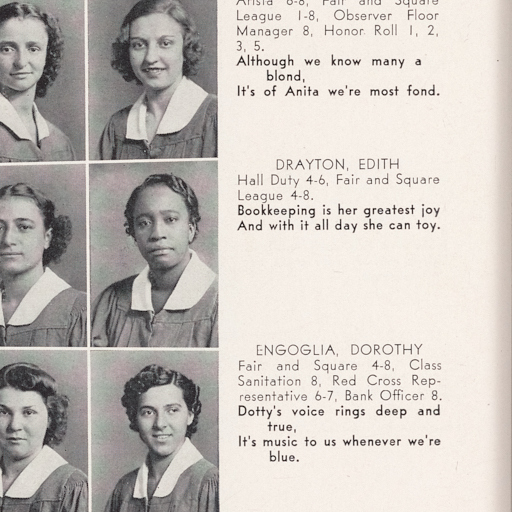 Arista 6-8, Fair and Square
League 1-8, Observer Floor
Manager 8, Honor Roll 1, 2,
3, 5.
Although we know many a
blond,
It's of Anita we're most fond.
DRAYTON, EDITH
Hall Duty 4-6, Fair and Square
League 4-8.
Bookkeeping is her greatest joy
And with it all day she can toy.
ENGOGLIA, DOROTHY
Fair and Square 4-8, Class
Sanitation 8, Red Cross Rep-
resentative 6-7, Bank Officer 8.
Dotty's voice rings deep and
true,
It's music to us whenever we're
blue.